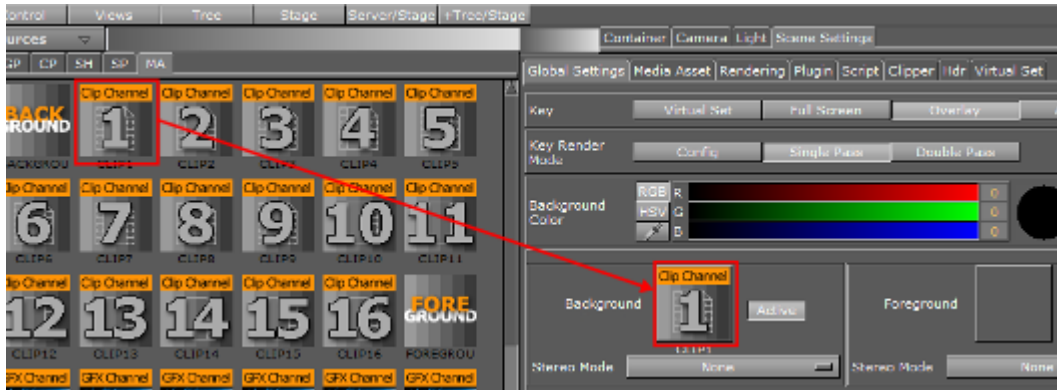 ontrol Views Tree Stage Server/Stage +Tree/Stage
urces
GP CP SH SP MA
BACK
GROUND
BACKGROU
Clip Channel
1
CLIP1
Clip Channel
2
CLIP2
Clip Channel
3
CLIP3
Clip Channel
4
CLIP4
Clip Channel
5
CLIP5
Clip Channel
6
CLIP6
Clip Channel
7
CLIP7
Clip Channel
8
CLIP8
Clip Channel
9
CLIP9
Clip Channel
10
CLIP10
Clip Channel
11
CLIP11
Clip Channel
12
CLIP12
Clip Channel
13
CLIP13
Clip Channel
14
CLIP14
Clip Channel
15
CLIP15
Clip Channel
16
CLIP16
FORE
GROUND
FOREGROU
GFX Channel GFX Channel GFX Channel GFX Channel GFX Channel GFX Channel
Container Camera Light Scene Settings
Global Settings Media Asset Rendering Plugin Script Clipper Hdr Virtual Set
Key Virtual Set Full Screen Overlay
Key Render
Mode
Config Single Pass Double Pass
Background
Color
RGB R 0
HSV G 0
B 0
Background
Clip Channel
1
CLIP1
Active
Foreground
Stereo Mode None
Stereo Mode None